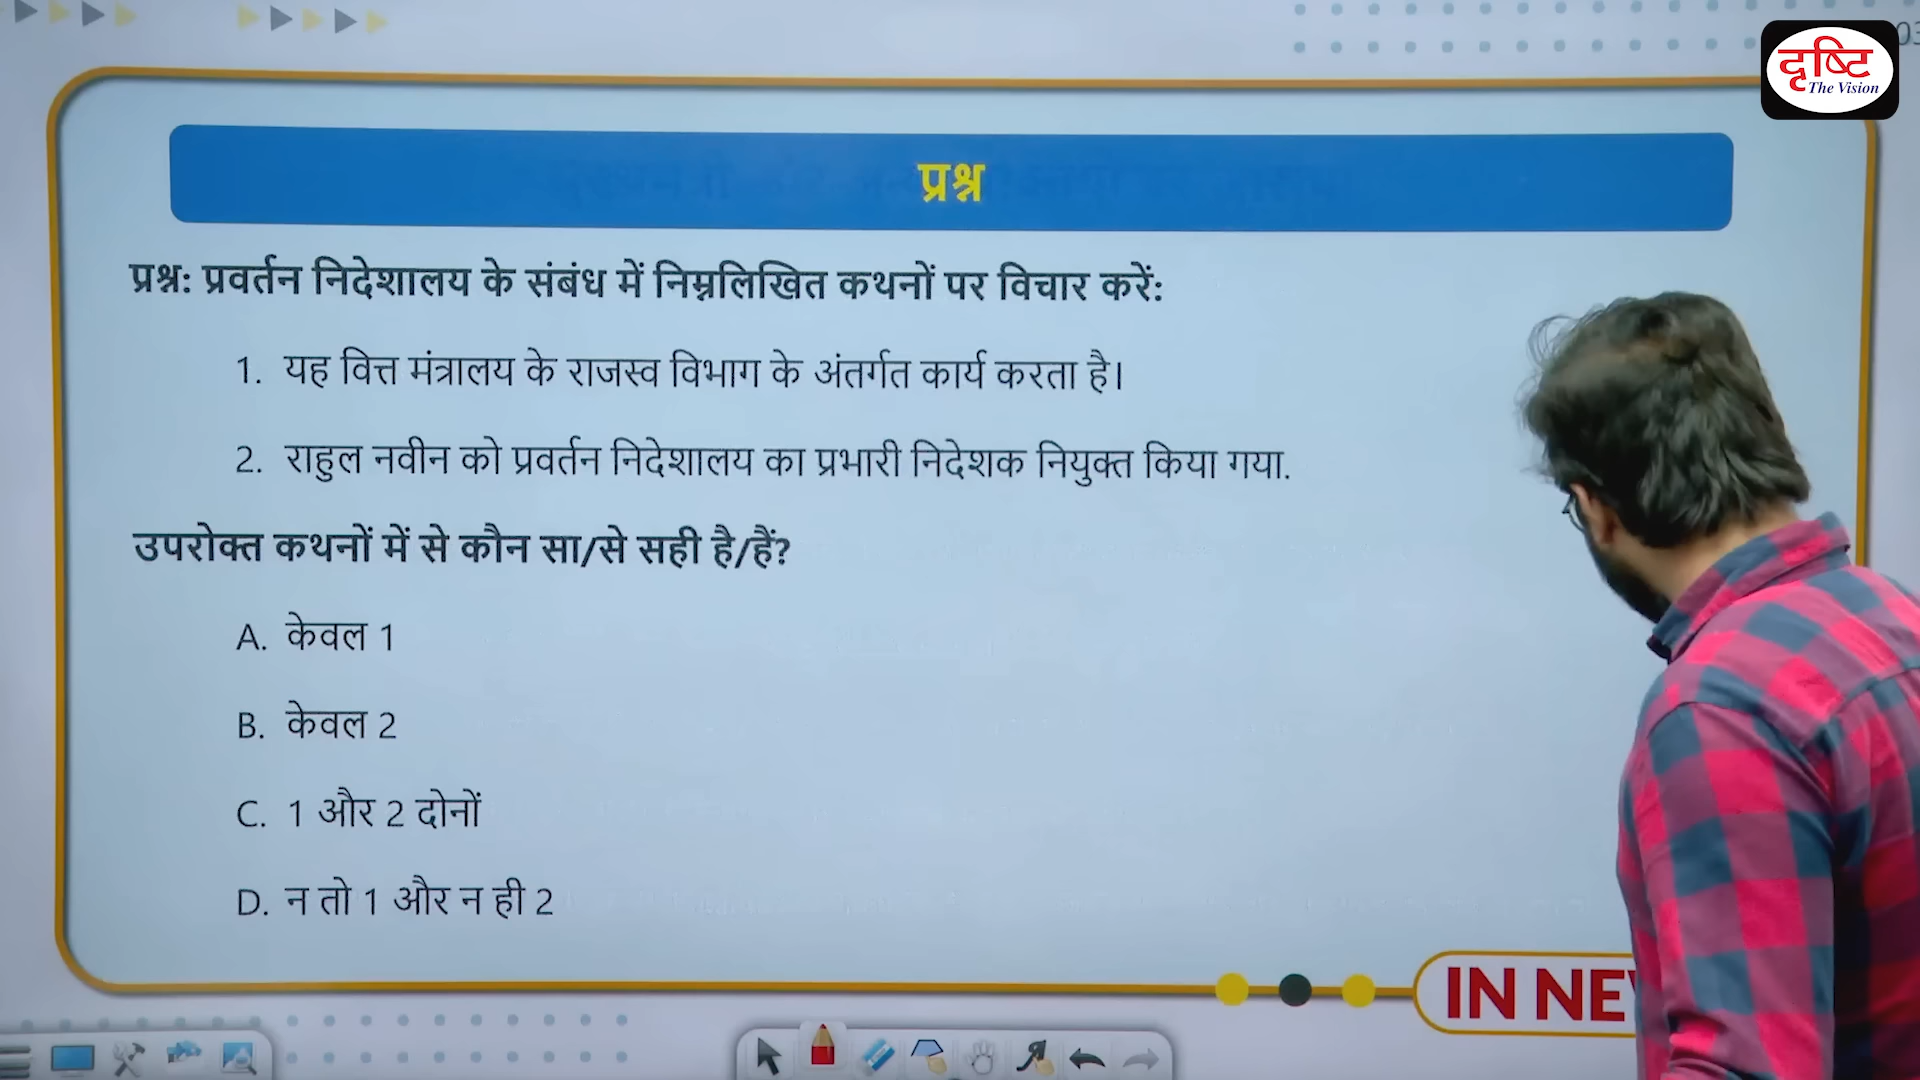 03
दृष्टि
The Vision
प्रश्न
प्रश्न: प्रवर्तन निदेशालय के संबंध में निम्नलिखित कथनों पर विचार करें:
1. यह वित्त मंत्रालय के राजस्व विभाग के अंतर्गत कार्य करता है।
2. राहुल नवीन को प्रवर्तन निदेशालय का प्रभारी निदेशक नियुक्त किया गया.
उपरोक्त कथनों में से कौन सा/से सही है/हैं?
A. केवल 1
B. केवल 2
C. 1 और 2 दोनों
D. न तो 1 और न ही 2
IN NE